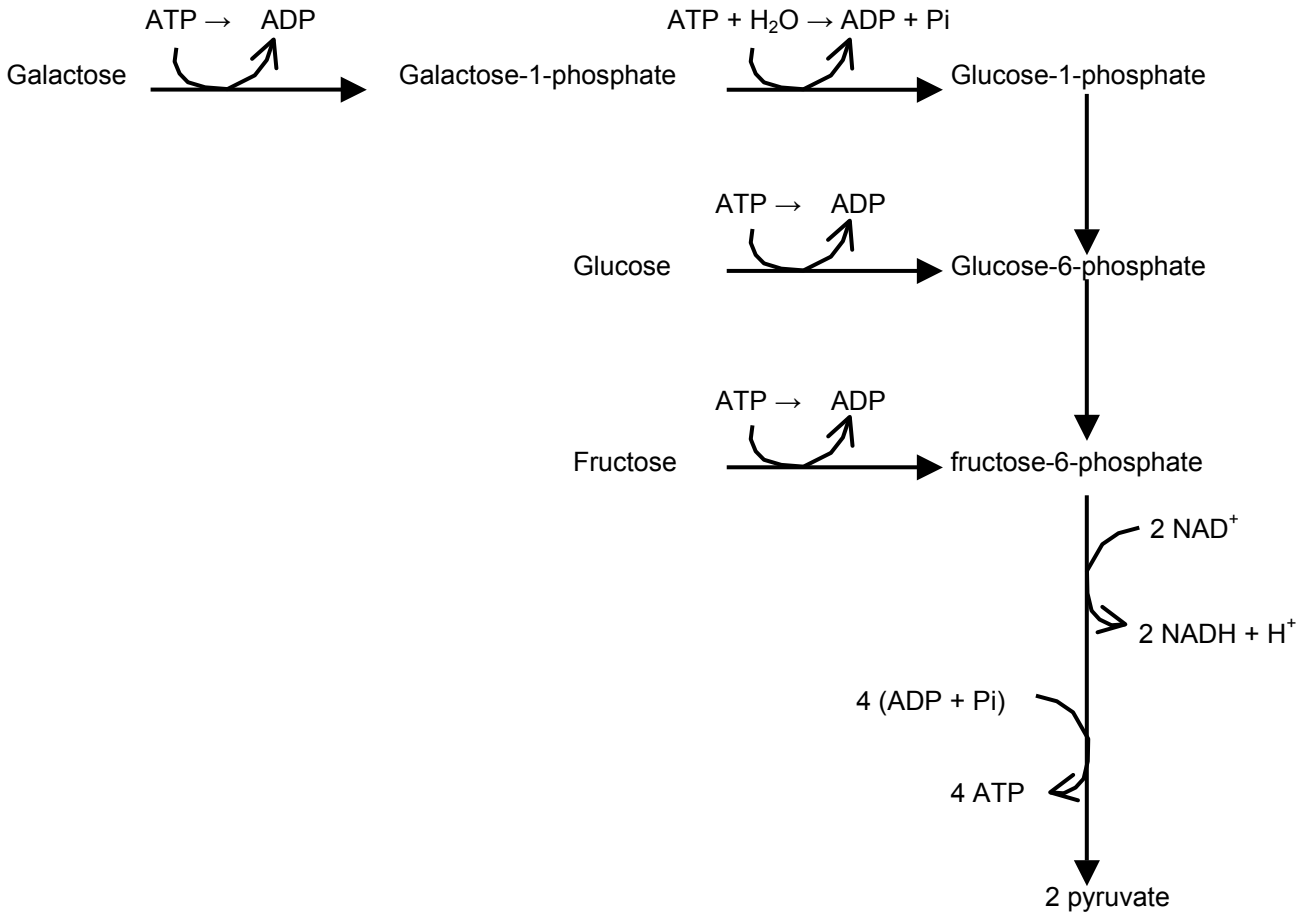 ATP → ADP
ATP + H₂O → ADP + Pi
Galactose
Galactose-1-phosphate
Glucose-1-phosphate
ATP → ADP
Glucose
Glucose-6-phosphate
ATP → ADP
Fructose
fructose-6-phosphate
2 NAD⁺
2 NADH + H⁺
4 (ADP + Pi)
4 ATP
2 pyruvate